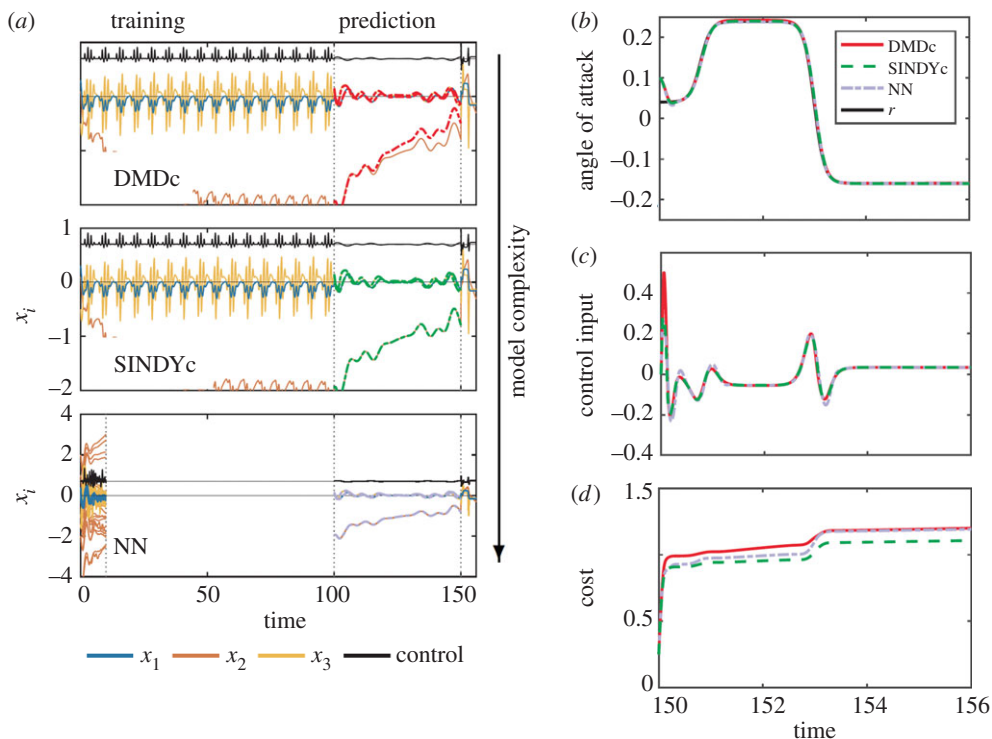 (a) training prediction
DMDc
1
0
−1
−2
x_i
SINDYc
4
2
0
−2
−4
x_i
NN
0 50 100 150
time
model complexity
x_1 x_2 x_3 control
(b)
0.2
0.1
0
−0.1
−0.2
angle of attack
DMDc
SINDYc
NN
r
(c)
0.4
0.2
0
−0.2
−0.4
control input
(d)
1.5
1.0
0.5
0
cost
150 152 154 156
time